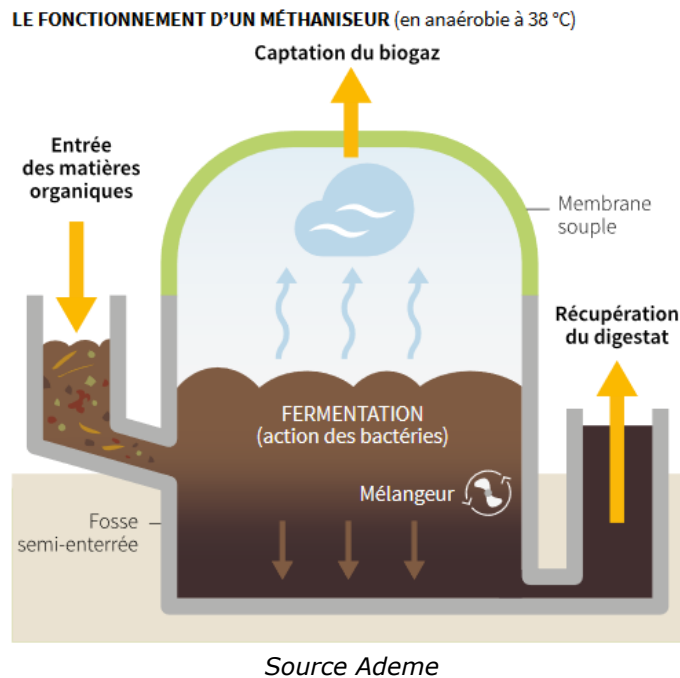 LE FONCTIONNEMENT D'UN MÉTHANISEUR (en anaérobie à 38 °C)
Captation du biogaz
Entrée
des matières
organiques
Membrane
souple
Récupération
du digestat
FERMENTATION
(action des bactéries)
Mélangeur
Fosse
semi-enterrée
Source Ademe